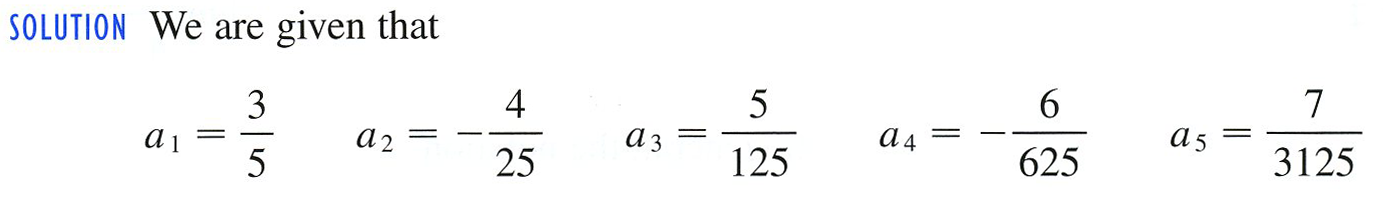 SOLUTION We are given that
a₁ = 3/5 a₂ = −4/25 a₃ = 5/125 a₄ = −6/625 a₅ = 7/3125